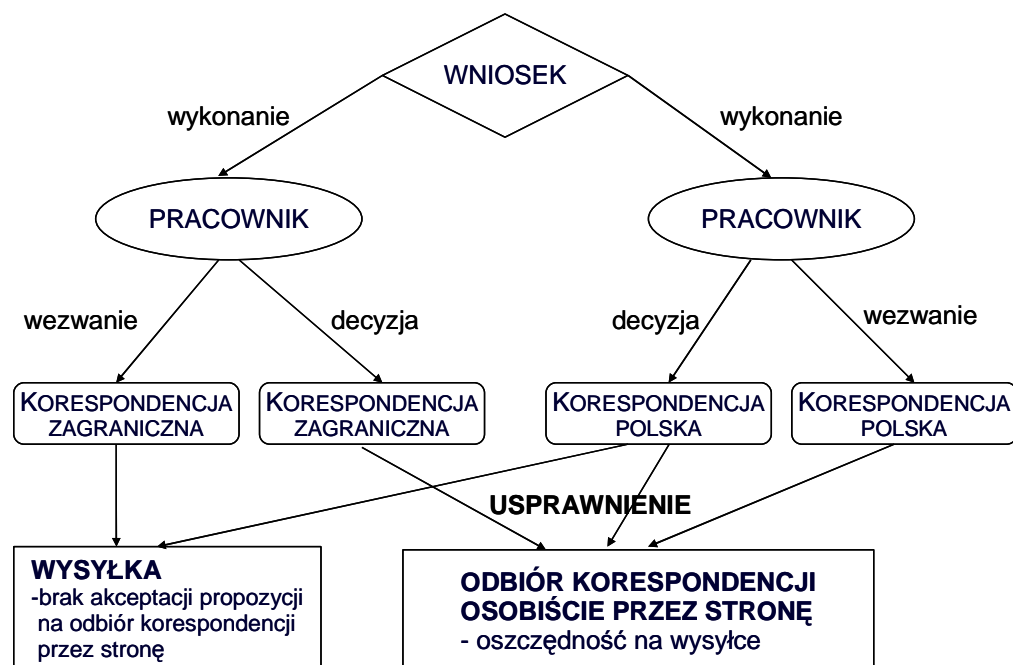 WNIOSEK
wykonanie
wykonanie
PRACOWNIK
PRACOWNIK
wezwanie
decyzja
decyzja
wezwanie
KORESPONDENCJA
ZAGRANICZNA
KORESPONDENCJA
ZAGRANICZNA
KORESPONDENCJA
POLSKA
KORESPONDENCJA
POLSKA
USPRAWNIENIE
WYSYŁKA
-brak akceptacji propozycji
na odbiór korespondencji
przez stronę
ODBIÓR KORESPONDENCJI
OSOBIŚCIE PRZEZ STRONĘ
- oszczędność na wysyłce